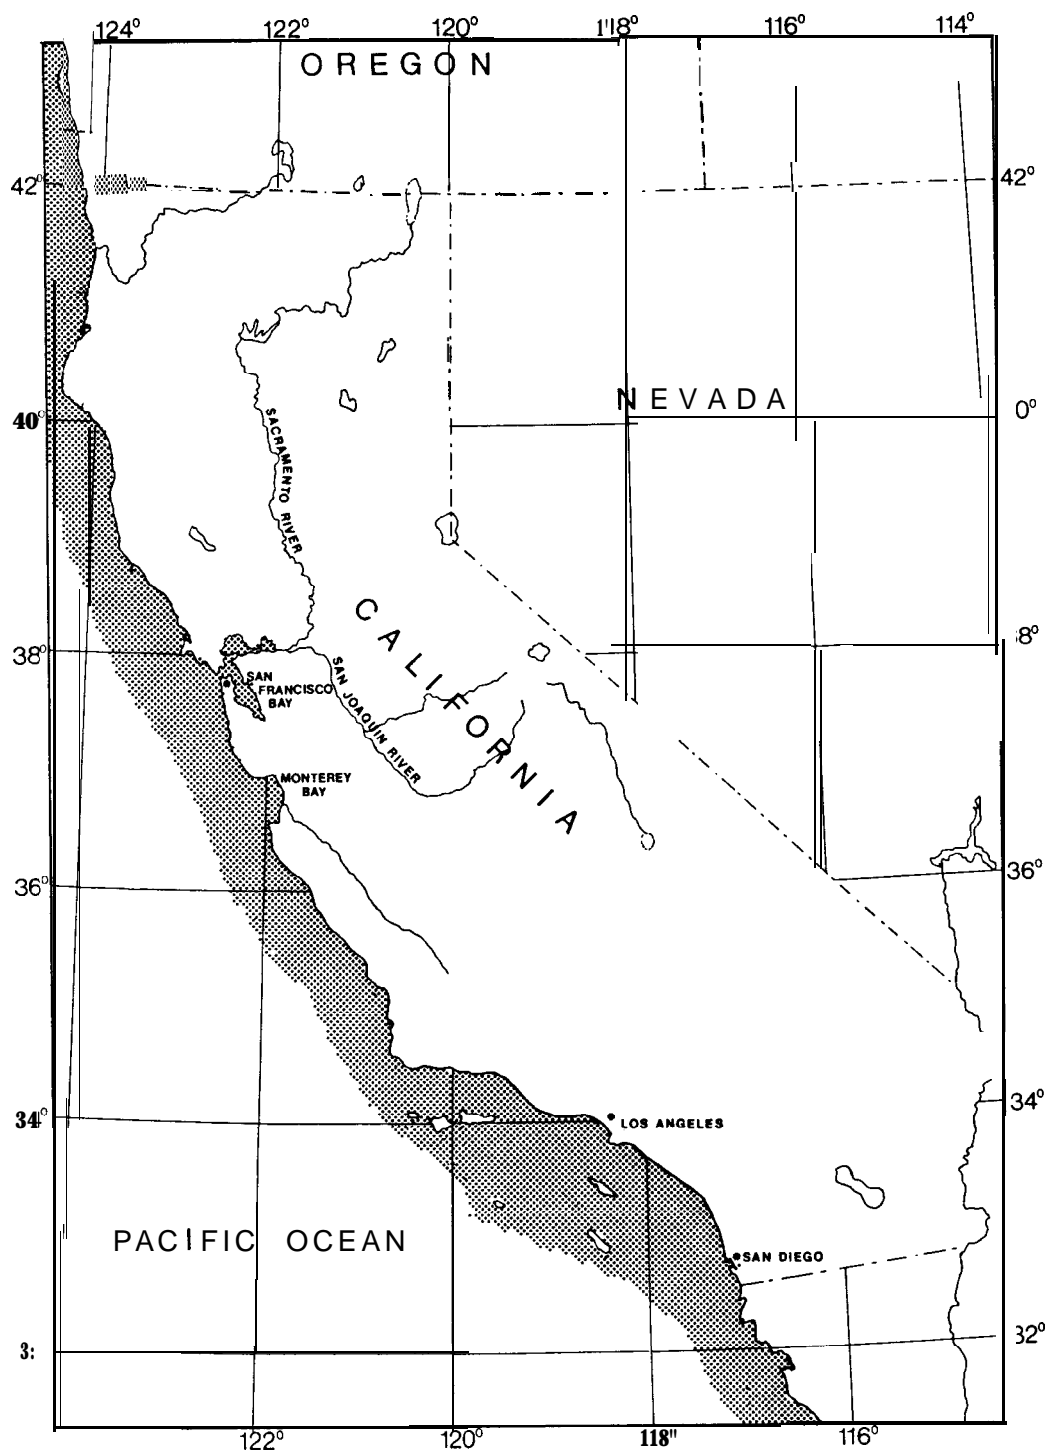 124° 122° 120° 1'18° 116° 114°
OREGON
42° 42°
NEVADA
40° 0°
SACRAMENTO RIVER
CALIFORNIA
38° 8°
SAN
FRANCISCO
BAY
SAN JOAQUIN RIVER
MONTEREY
BAY
36° 36°
34° 34°
LOS ANGELES
PACIFIC OCEAN
SAN DIEGO
3: 32°
122° 120° 118" 116°